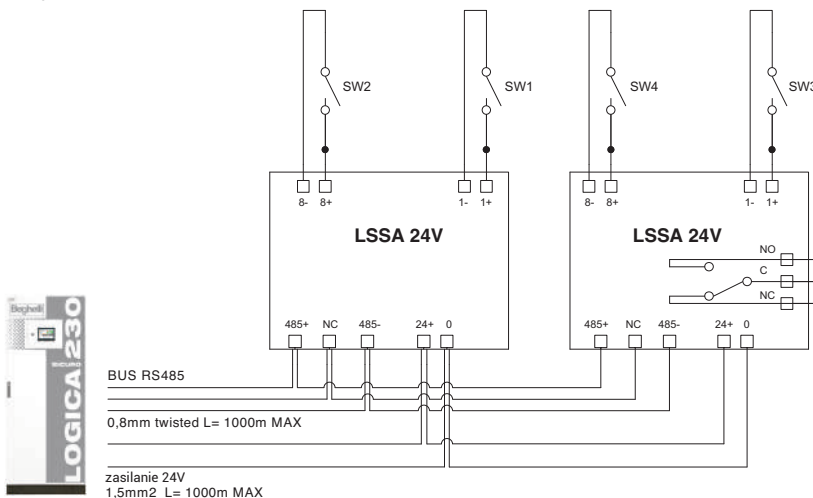 SW2
SW1
SW4
SW3
8- 8+
1- 1+
8- 8+
1- 1+
LSSA 24V
LSSA 24V
NO
C
NC
485+ NC 485- 24+ 0
485+ NC 485- 24+ 0
Beghelli
LOGICA 230
BUS RS485
0,8mm twisted L= 1000m MAX
zasilanie 24V
1,5mm2 L= 1000m MAX